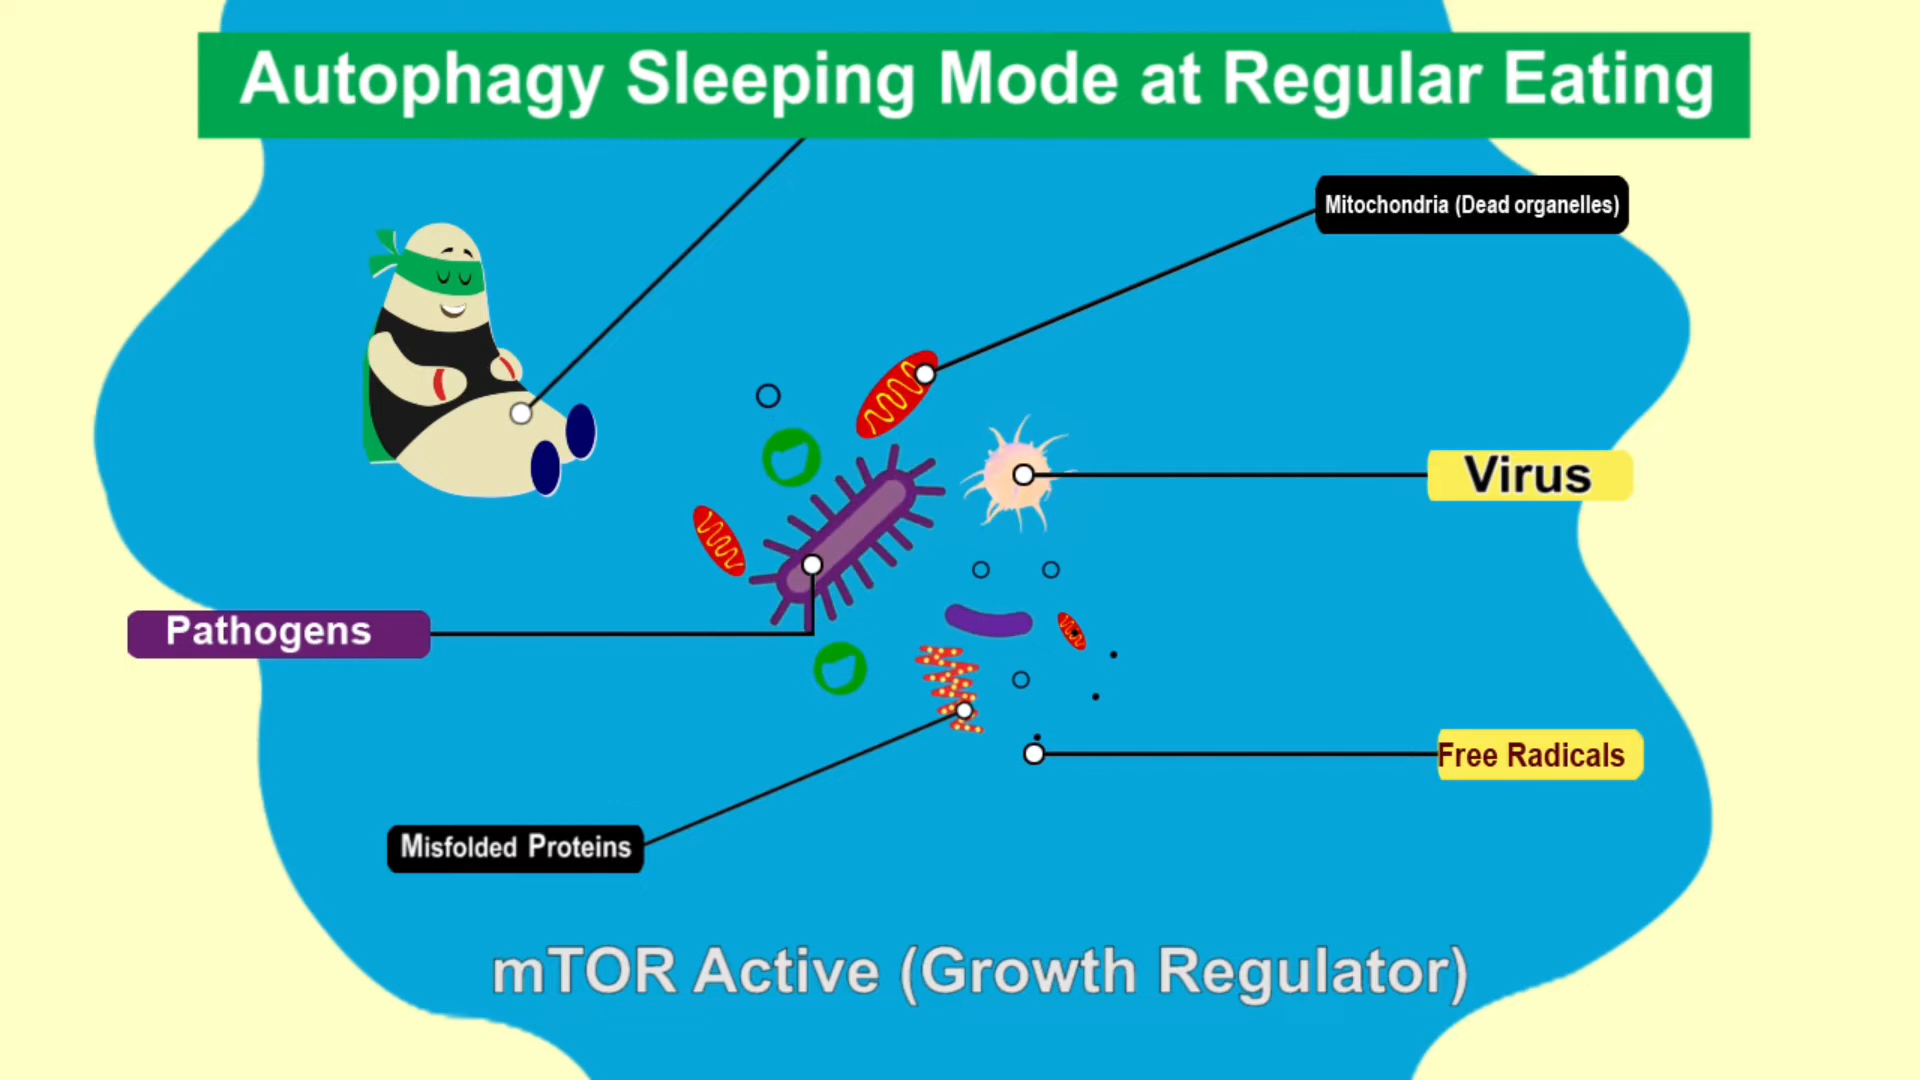 Autophagy Sleeping Mode at Regular Eating
Mitochondria (Dead organelles)
Virus
Pathogens
Free Radicals
Misfolded Proteins
mTOR Active (Growth Regulator)